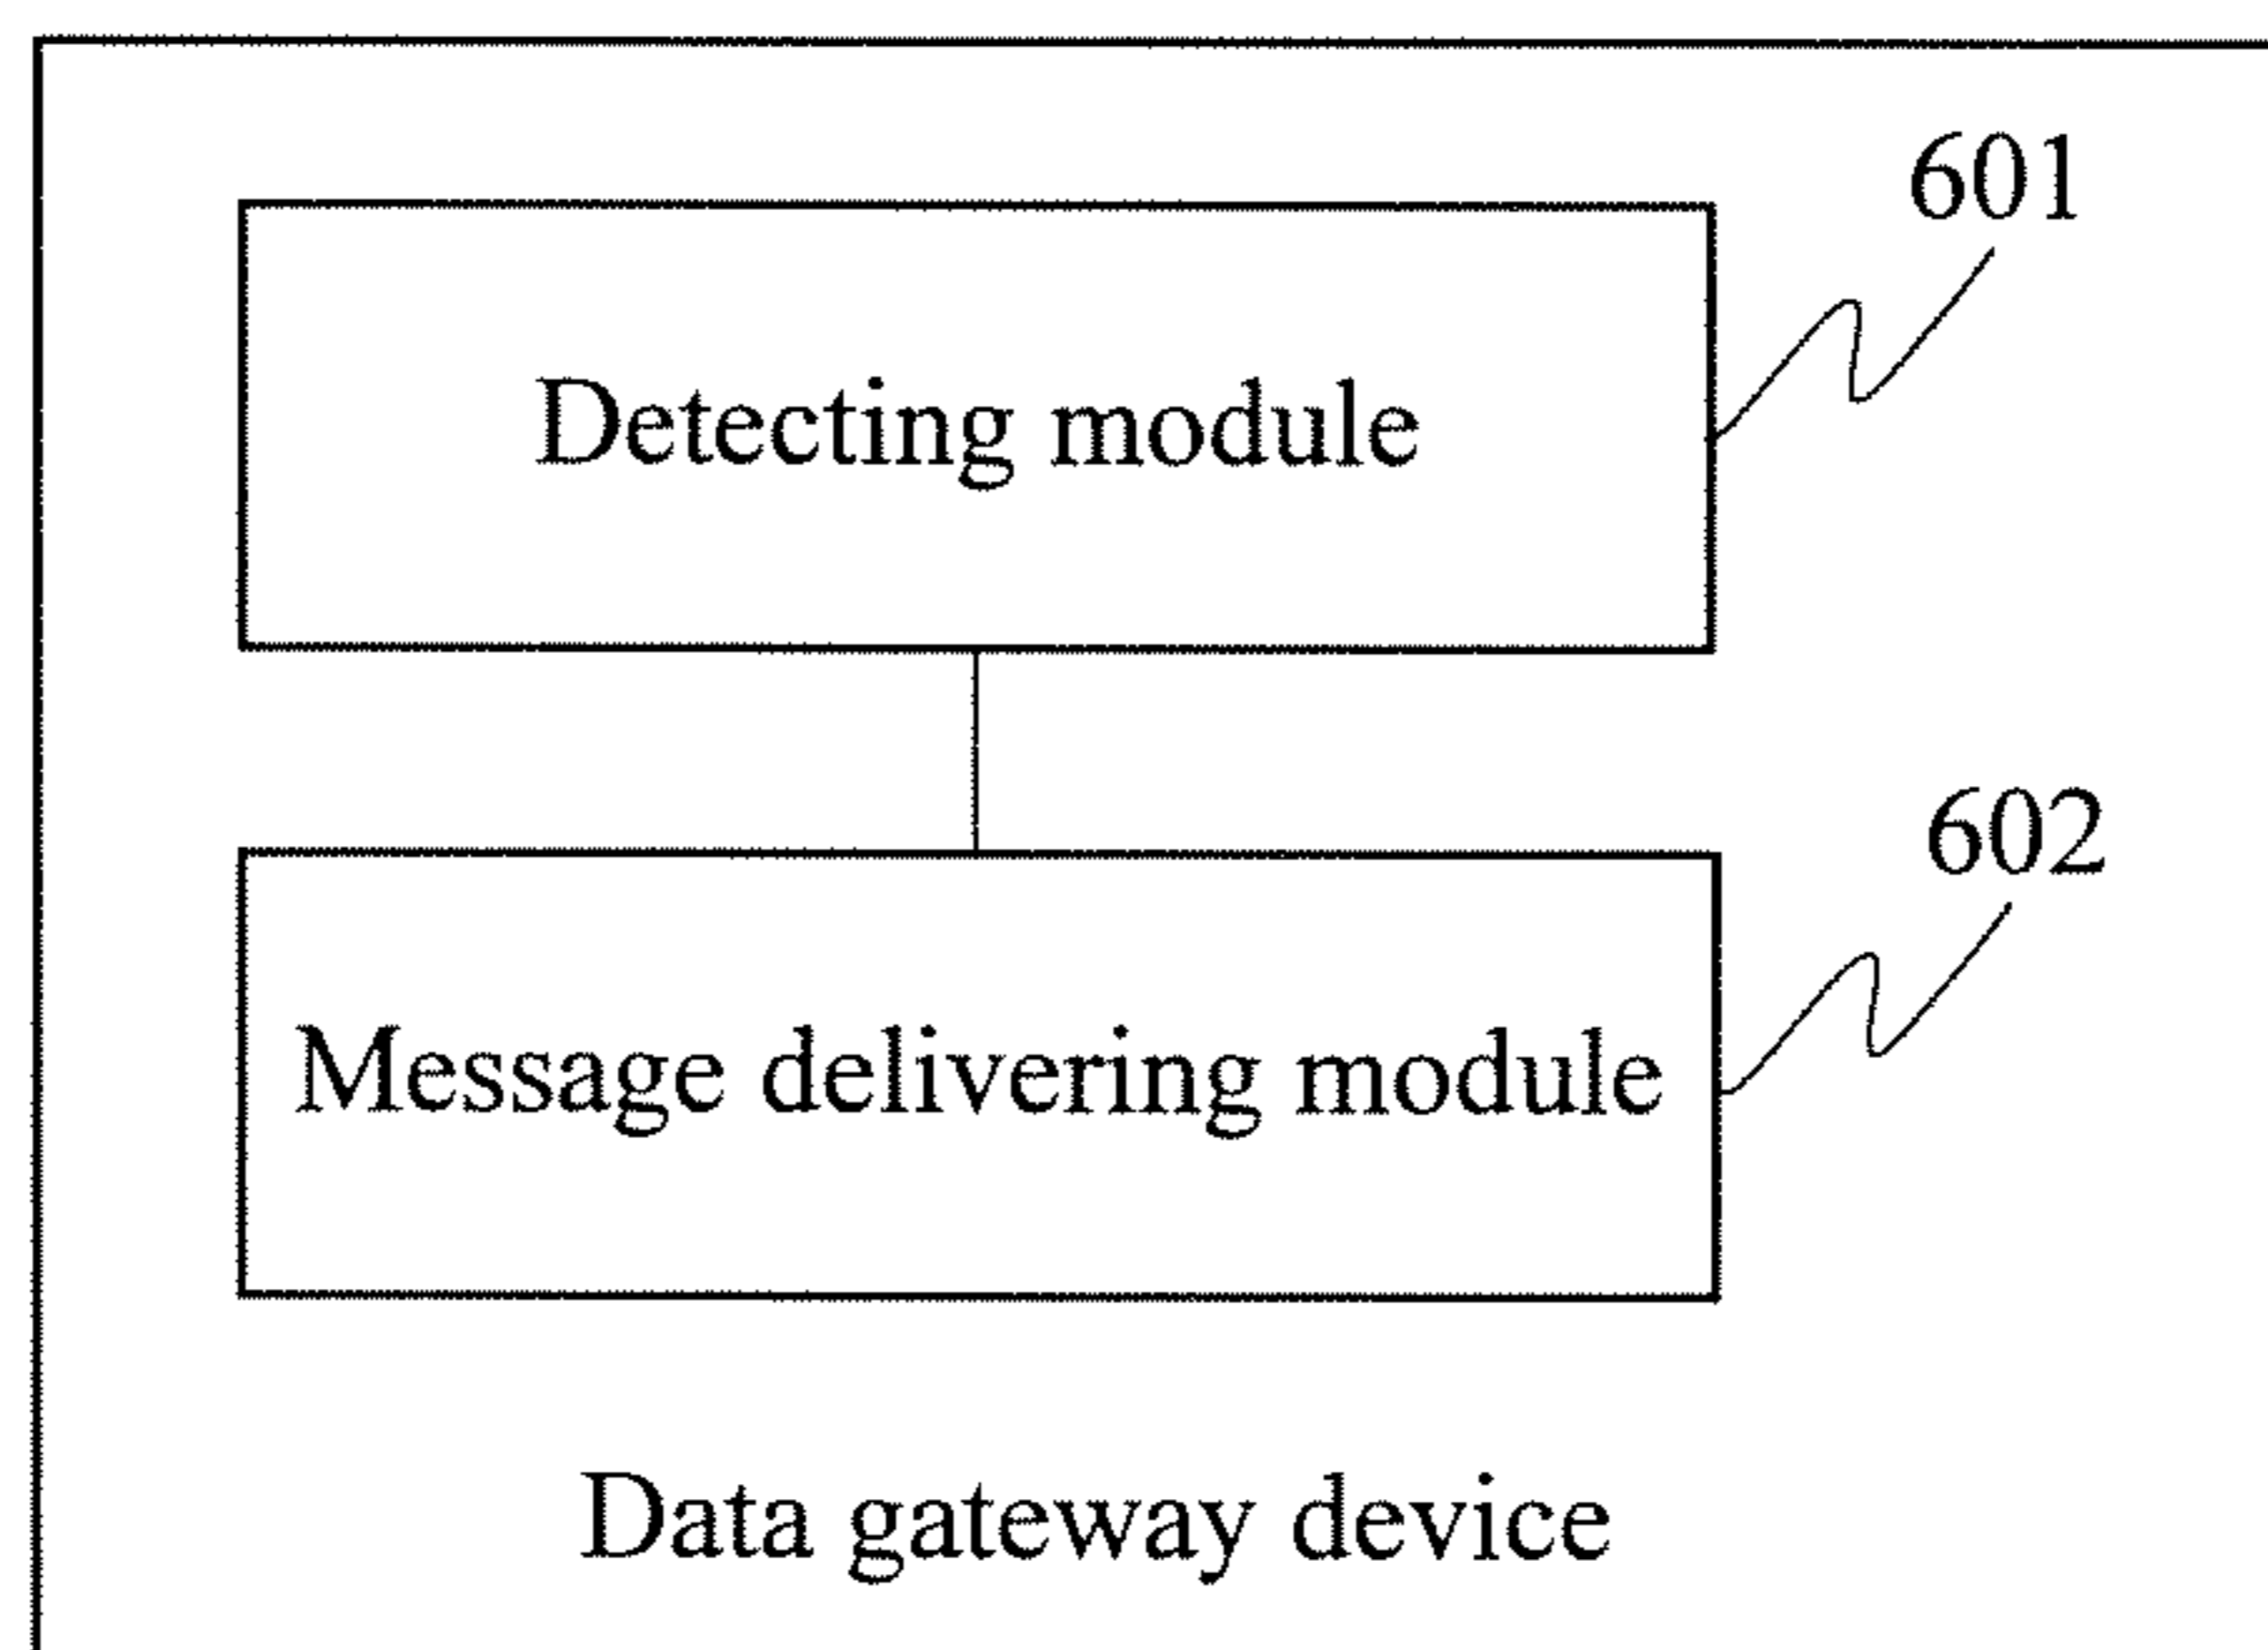 601
Detecting module
602
Message delivering module
Data gateway device